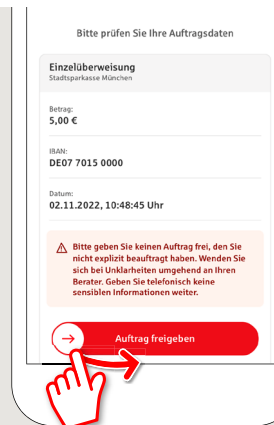 Bitte prüfen Sie Ihre Auftragsdaten
Einzelüberweisung
Stadtsparkasse München
Betrag:
5,00 €
IBAN:
DE07 7015 0000
Datum:
02.11.2022, 10:48:45 Uhr
Bitte geben Sie keinen Auftrag frei, den Sie
nicht explizit beauftragt haben. Wenden Sie
sich bei Unklarheiten umgehend an Ihren
Berater. Geben Sie telefonisch keine
sensiblen Informationen weiter.
Auftrag freigeben